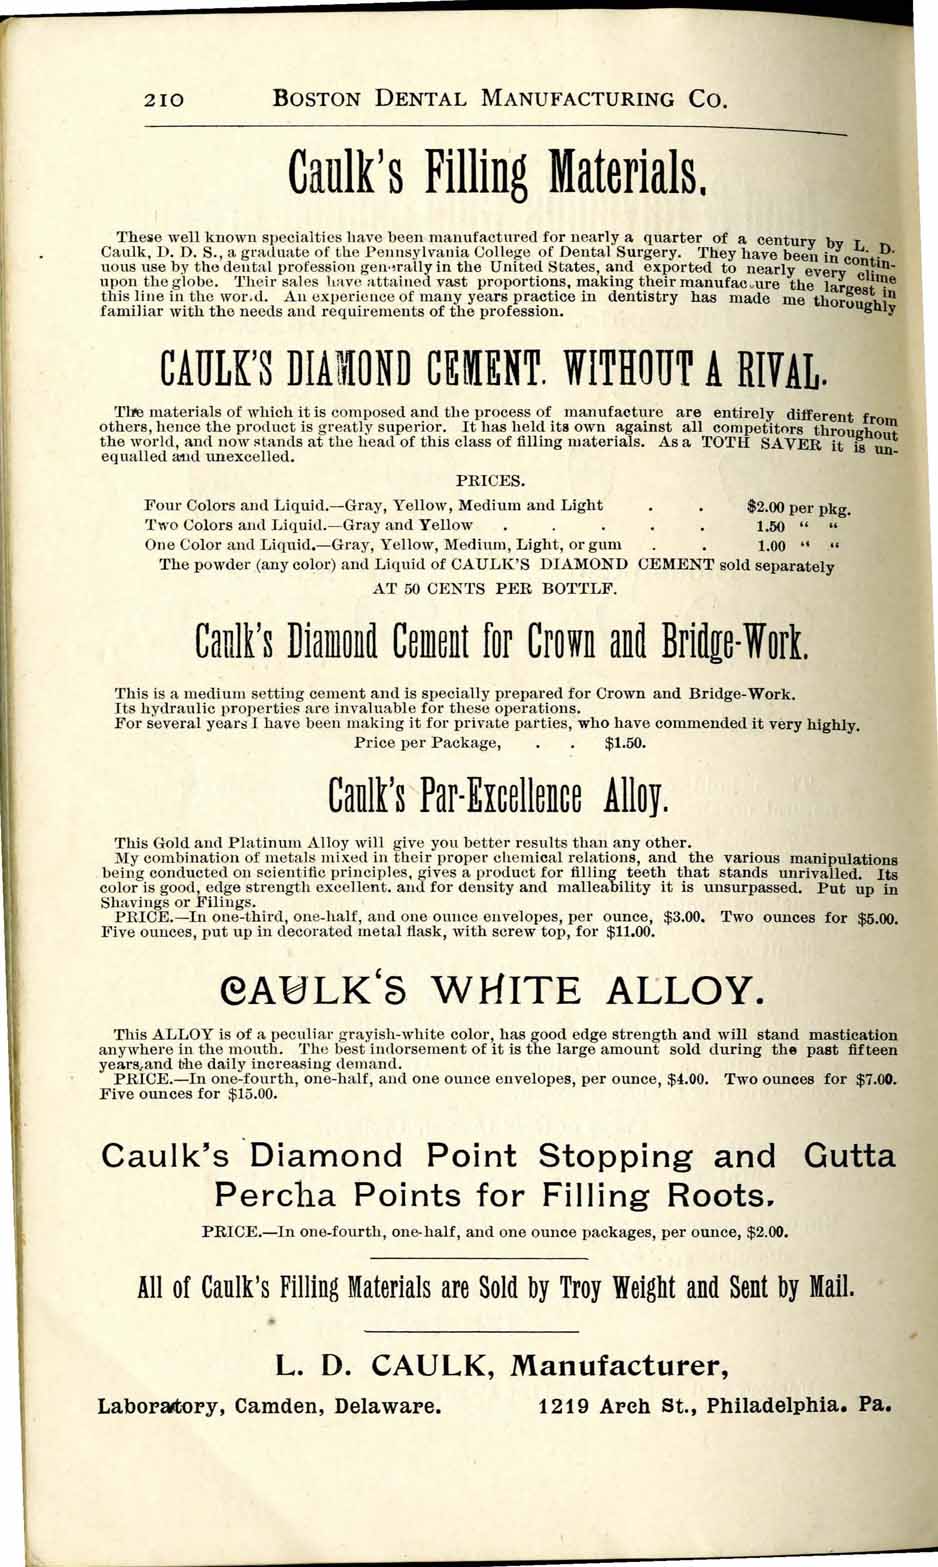 210 BOSTON DENTAL MANUFACTURING CO.
Caulk's Filling Materials.
These well known specialties have been manufactured for nearly a quarter of a century by L. D.
Caulk, D. D. S., a graduate of the Pennsylvania College of Dental Surgery. They have been in contin-
uous use by the dental profession generally in the United States, and exported to nearly every clime
upon the globe. Their sales have attained vast proportions, making their manufacture the largest in
this line in the world. An experience of many years practice in dentistry has made me thoroughly
familiar with the needs and requirements of the profession.
CAULK'S DIAMOND CEMENT. WITHOUT A RIVAL.
The materials of which it is composed and the process of manufacture are entirely different from
others, hence the product is greatly superior. It has held its own against all competitors throughout
the world, and now stands at the head of this class of filling materials. As a TOTH SAVER it is un-
equalled and unexcelled.
PRICES.
Four Colors and Liquid.—Gray, Yellow, Medium and Light . . $2.00 per pkg.
Two Colors and Liquid.—Gray and Yellow . . . . . 1.50 " "
One Color and Liquid.—Gray, Yellow, Medium, Light, or gum . . 1.00 " "
The powder (any color) and Liquid of CAULK'S DIAMOND CEMENT sold separately
AT 50 CENTS PER BOTTLF.
Caulk's Diamond Cement for Crown and Bridge-Work.
This is a medium setting cement and is specially prepared for Crown and Bridge-Work.
Its hydraulic properties are invaluable for these operations.
For several years I have been making it for private parties, who have commended it very highly.
Price per Package, . . $1.50.
Caulk's Par-Excellence Alloy.
This Gold and Platinum Alloy will give you better results than any other.
My combination of metals mixed in their proper chemical relations, and the various manipulations
being conducted on scientific principles, gives a product for filling teeth that stands unrivalled. Its
color is good, edge strength excellent. and for density and malleability it is unsurpassed. Put up in
Shavings or Filings.
PRICE.—In one-third, one-half, and one ounce envelopes, per ounce, $3.00. Two ounces for $5.00.
Five ounces, put up in decorated metal flask, with screw top, for $11.00.
CAULK'S WHITE ALLOY.
This ALLOY is of a peculiar grayish-white color, has good edge strength and will stand mastication
anywhere in the mouth. The best indorsement of it is the large amount sold during the past fifteen
years, and the daily increasing demand.
PRICE.—In one-fourth, one-half, and one ounce envelopes, per ounce, $4.00. Two ounces for $7.00.
Five ounces for $15.00.
Caulk's Diamond Point Stopping and Gutta
Percha Points for Filling Roots.
PRICE.—In one-fourth, one-half, and one ounce packages, per ounce, $2.00.
All of Caulk's Filling Materials are Sold by Troy Weight and Sent by Mail.
L. D. CAULK, Manufacturer,
Laboratory, Camden, Delaware. 1219 Arch St., Philadelphia. Pa.